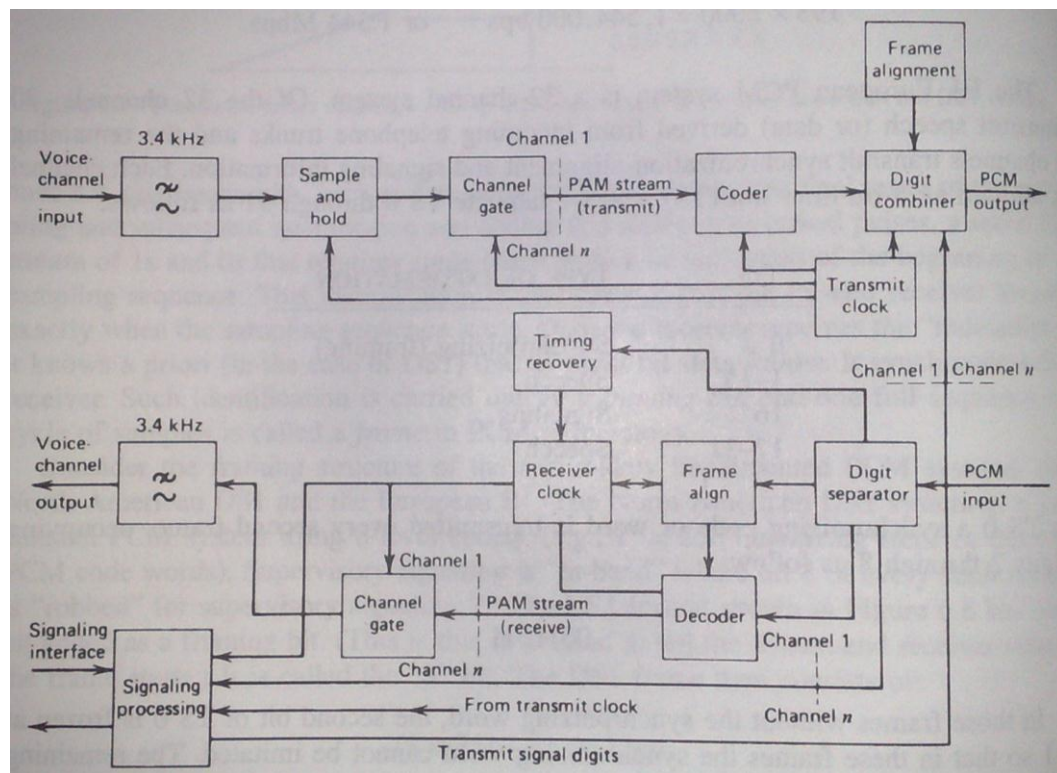 Frame
alignment
3.4 kHz
Channel 1
Voice-
channel
input
Sample
and
hold
Channel
gate
PAM stream
(transmit)
Coder
Digit
combiner
PCM
output
Channel n
Transmit
clock
Timing
recovery
Channel 1
Channel n
3.4 kHz
Voice-
channel
output
Receiver
clock
Frame
align
Digit
separator
PCM
input
Channel 1
Channel
gate
PAM stream
(receive)
Decoder
Channel 1
Signaling
interface
Channel n
Signaling
processing
From transmit clock
Channel n
Transmit signal digits